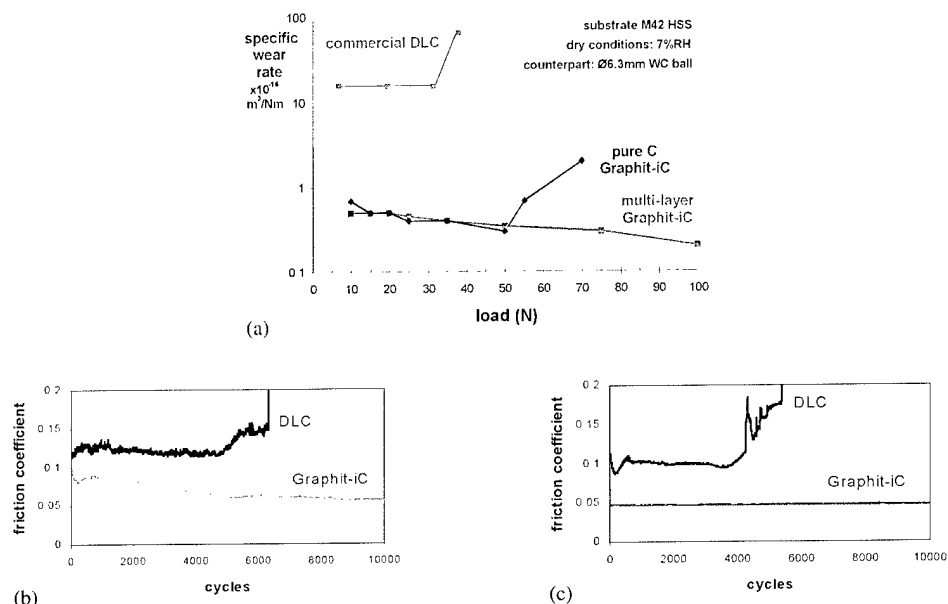 specific
wear
rate
x10⁻¹⁶
m³/Nm
100
10
1
0 1
commercial DLC
substrate M42 HSS
dry conditions: 7%RH
counterpart: Ø6.3mm WC ball
pure C
Graphit-iC
multi-layer
Graphit-iC
0 10 20 30 40 50 60 70 80 90 100
load (N)
(a)
friction coefficient
0 2
0.15
0.1
0 05
0
DLC
Graphit-iC
0 2000 4000 6000 8000 10000
cycles
(b)
friction coefficient
0 2
0.15
0.1
0.05
0
DLC
Graphit-iC
0 2000 4000 6000 8000 10000
cycles
(c)